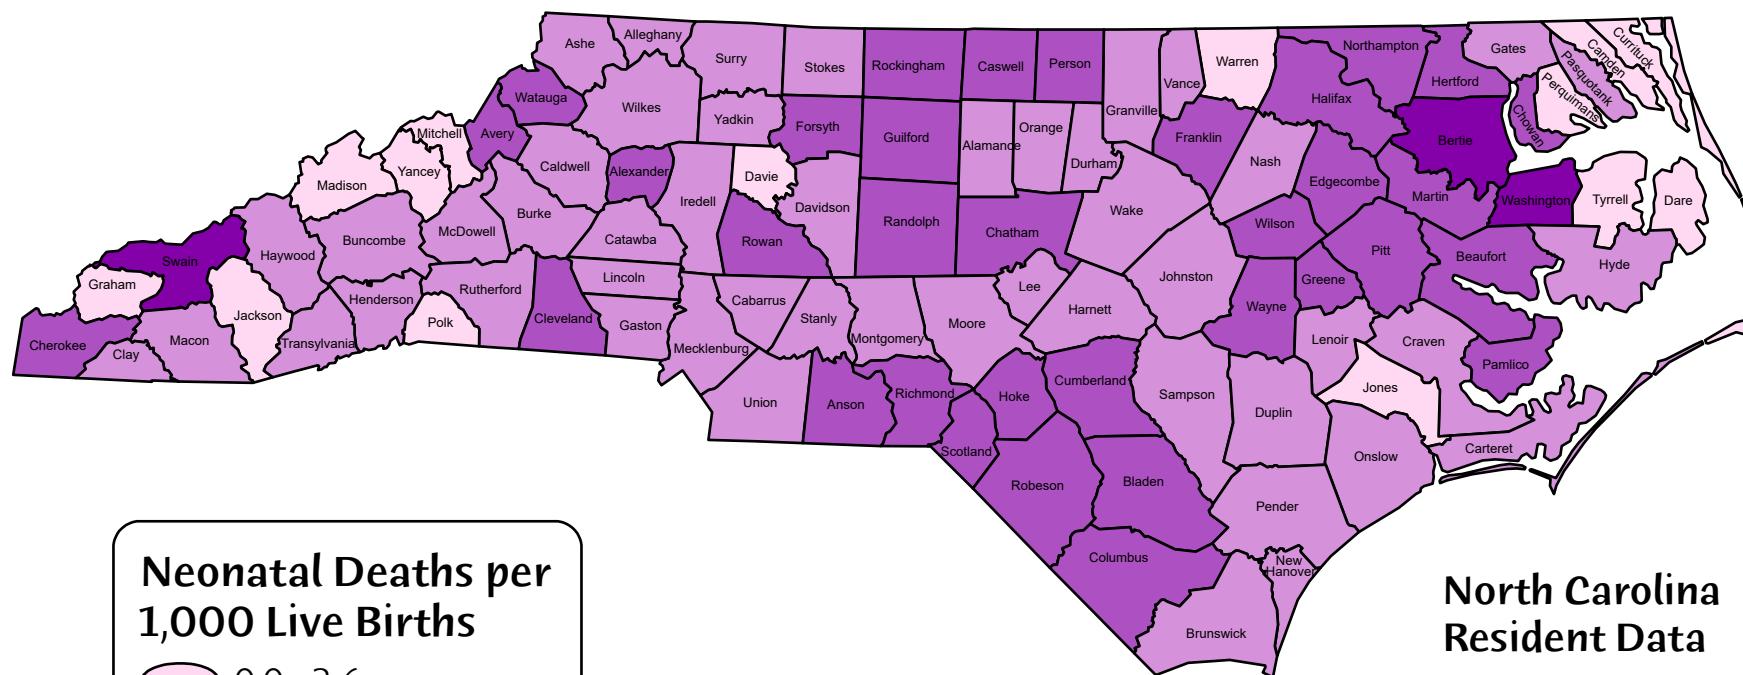 Ashe
Alleghany
Surry
Stokes
Rockingham
Caswell
Person
Granville
Vance
Warren
Northampton
Halifax
Hertford
Gates
Currituck
Camden
Pasquotank
Perquimans
Chowan
Bertie
Watauga
Wilkes
Yadkin
Forsyth
Guilford
Alamance
Orange
Durham
Franklin
Nash
Edgecombe
Martin
Washington
Tyrrell
Dare
Mitchell
Avery
Yancey
Madison
Caldwell
Alexander
Iredell
Davie
Davidson
Randolph
Chatham
Wake
Wilson
Pitt
Beaufort
Hyde
Swain
Haywood
Buncombe
McDowell
Burke
Catawba
Rowan
Lincoln
Graham
Jackson
Henderson
Rutherford
Polk
Cleveland
Gaston
Cabarrus
Stanly
Montgomery
Moore
Lee
Harnett
Johnston
Wayne
Greene
Lenoir
Craven
Pamlico
Cherokee
Clay
Macon
Transylvania
Mecklenburg
Union
Anson
Richmond
Hoke
Cumberland
Sampson
Duplin
Jones
Onslow
Carteret
Scotland
Robeson
Bladen
Pender
Columbus
New
Hanover
Brunswick
Neonatal Deaths per
1,000 Live Births
North Carolina
Resident Data